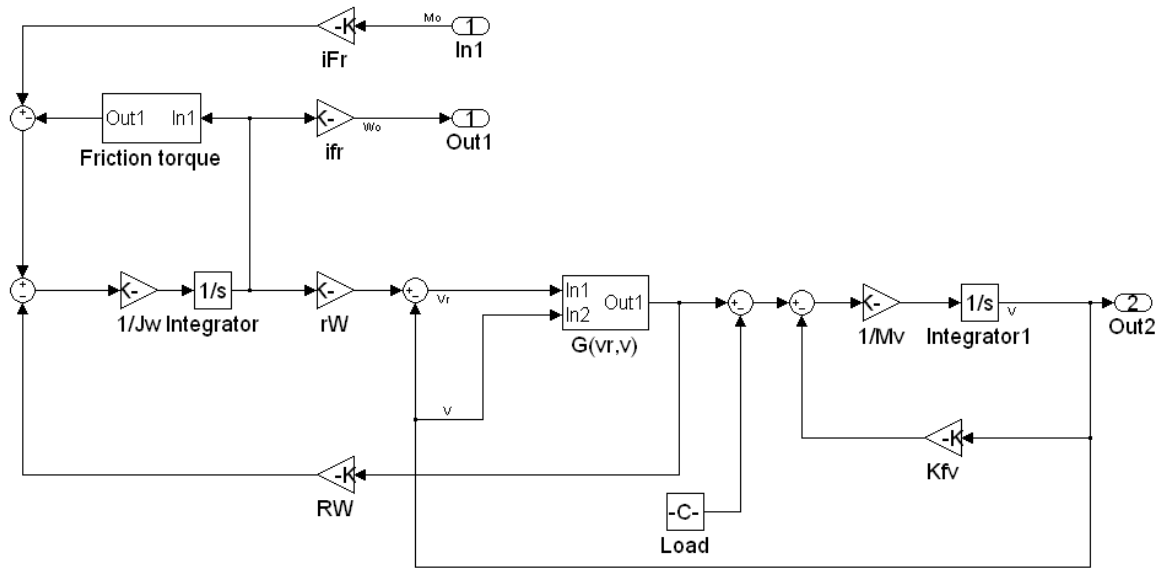 -K
Mo
1
iFr
In1
Out1 In1
K-
Wo
1
Friction torque
ifr
Out1
K-
1/s
K-
Vr
In1
In2
Out1
K-
1/s
V
2
1/Jw Integrator
rW
G(vr,v)
1/Mv
Integrator1
Out2
V
-K
Kfv
-K
RW
-C-
Load